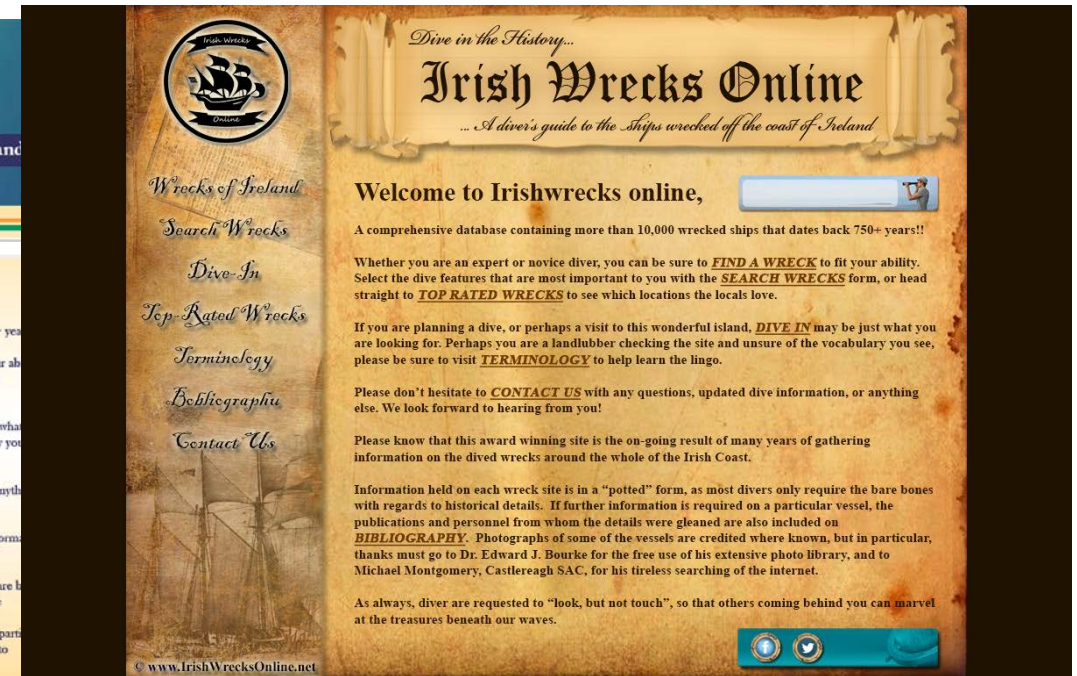 Irish Wrecks
Online
Dive in the History...
Irish Wrecks Online
... A diver's guide to the ships wrecked off the coast of Ireland
Wrecks of Ireland
Search Wrecks
Dive-In
Top-Rated Wrecks
Terminology
Bobliographu
Contact Us
© www.IrishWrecksOnline.net
Welcome to Irishwrecks online,
A comprehensive database containing more than 10,000 wrecked ships that dates back 750+ years!!
Whether you are an expert or novice diver, you can be sure to FIND A WRECK to fit your ability.
Select the dive features that are most important to you with the SEARCH WRECKS form, or head
straight to TOP RATED WRECKS to see which locations the locals love.
If you are planning a dive, or perhaps a visit to this wonderful island, DIVE IN may be just what you
are looking for. Perhaps you are a landlubber checking the site and unsure of the vocabulary you see,
please be sure to visit TERMINOLOGY to help learn the lingo.
Please don't hesitate to CONTACT US with any questions, updated dive information, or anything
else. We look forward to hearing from you!
Please know that this award winning site is the on-going result of many years of gathering
information on the dived wrecks around the whole of the Irish Coast.
Information held on each wreck site is in a “potted” form, as most divers only require the bare bones
with regards to historical details. If further information is required on a particular vessel, the
publications and personnel from whom the details were gleaned are also included on
BIBLIOGRAPHY. Photographs of some of the vessels are credited where known, but in particular,
thanks must go to Dr. Edward J. Bourke for the free use of his extensive photo library, and to
Michael Montgomery, Castlereagh SAC, for his tireless searching of the internet.
As always, diver are requested to “look, but not touch”, so that others coming behind you can marvel
at the treasures beneath our waves.